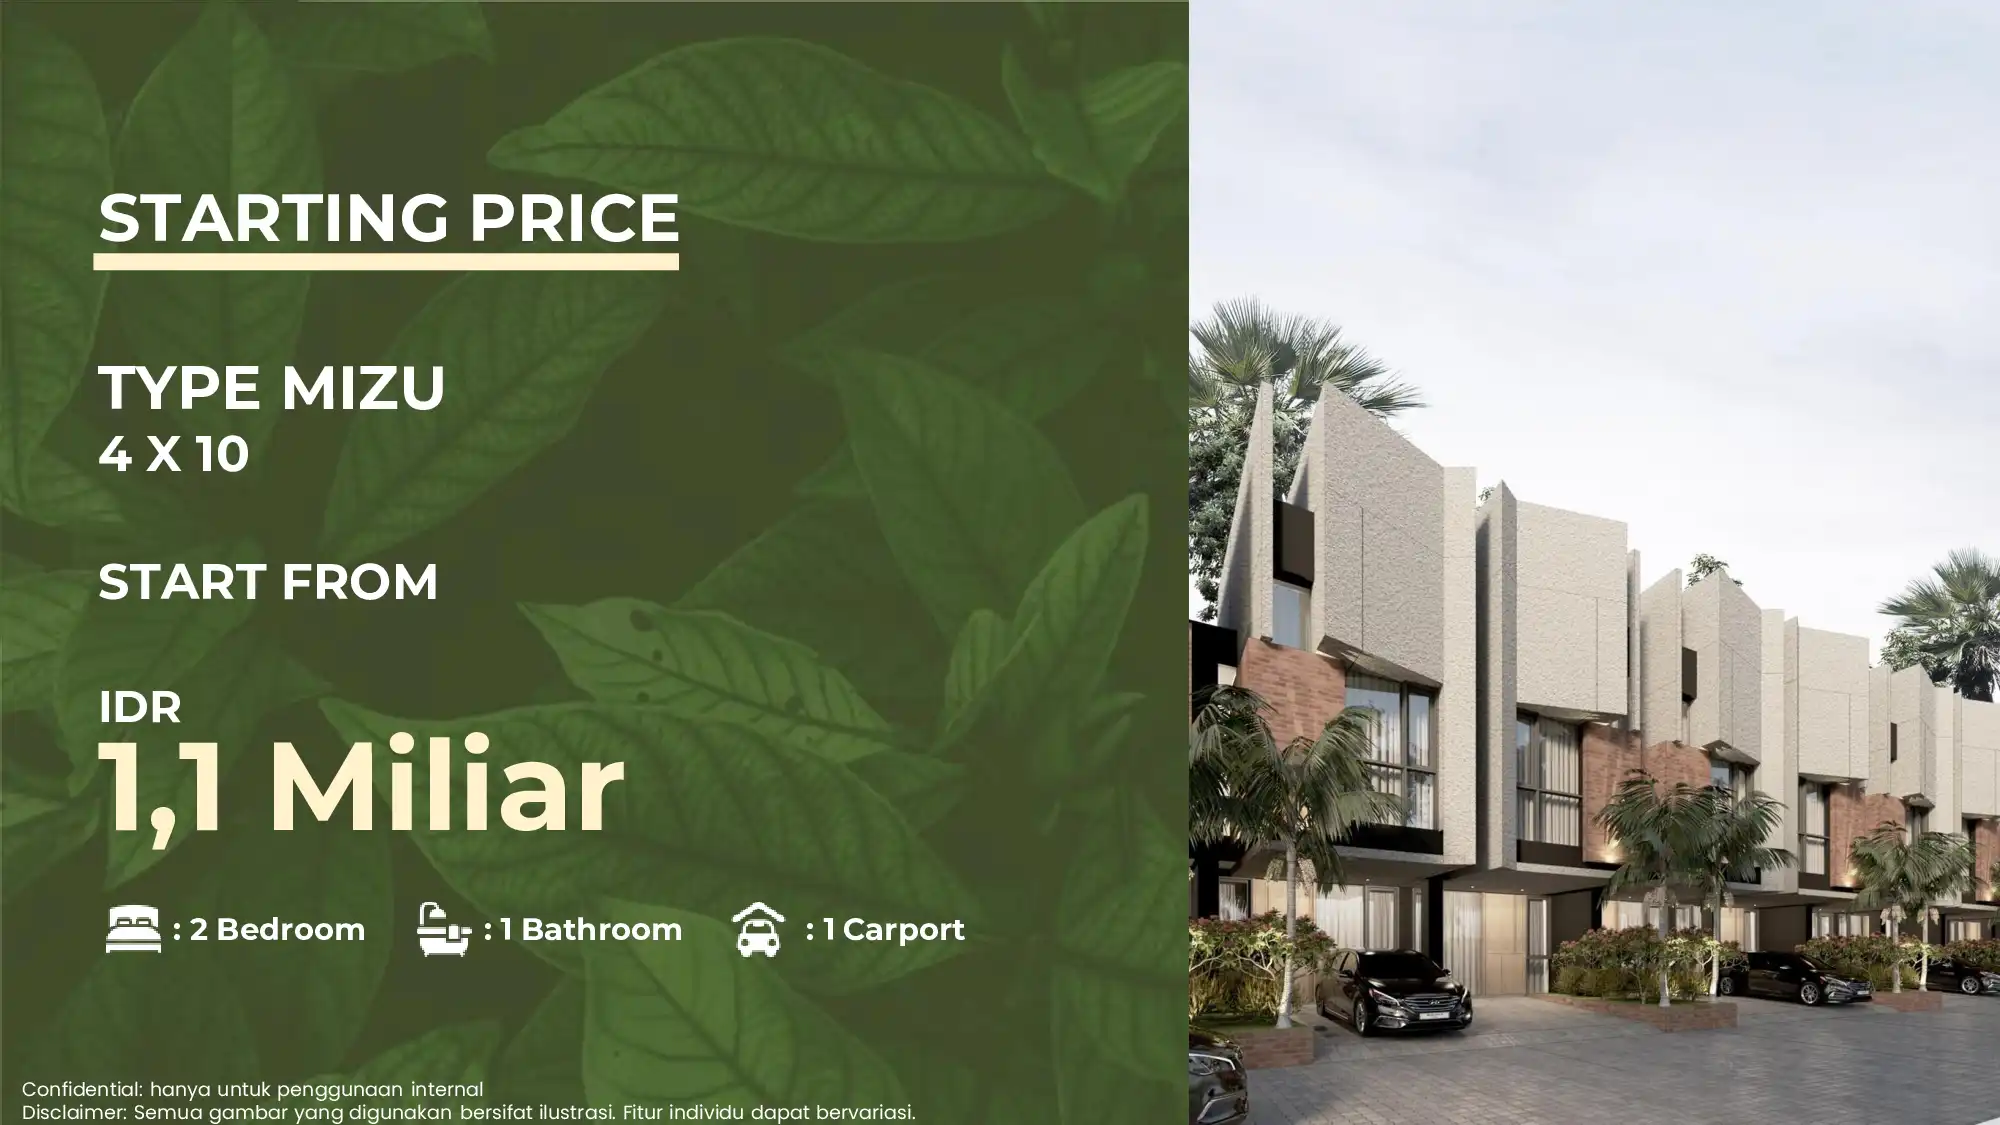 STARTING PRICE
TYPE MIZU
4 X 10
START FROM
IDR
1,1 Miliar
: 2 Bedroom
: 1 Bathroom
: 1 Carport
Confidential: hanya untuk penggunaan internal
Disclaimer: Semua gambar yang digunakan bersifat ilustrasi. Fitur individu dapat bervariasi.